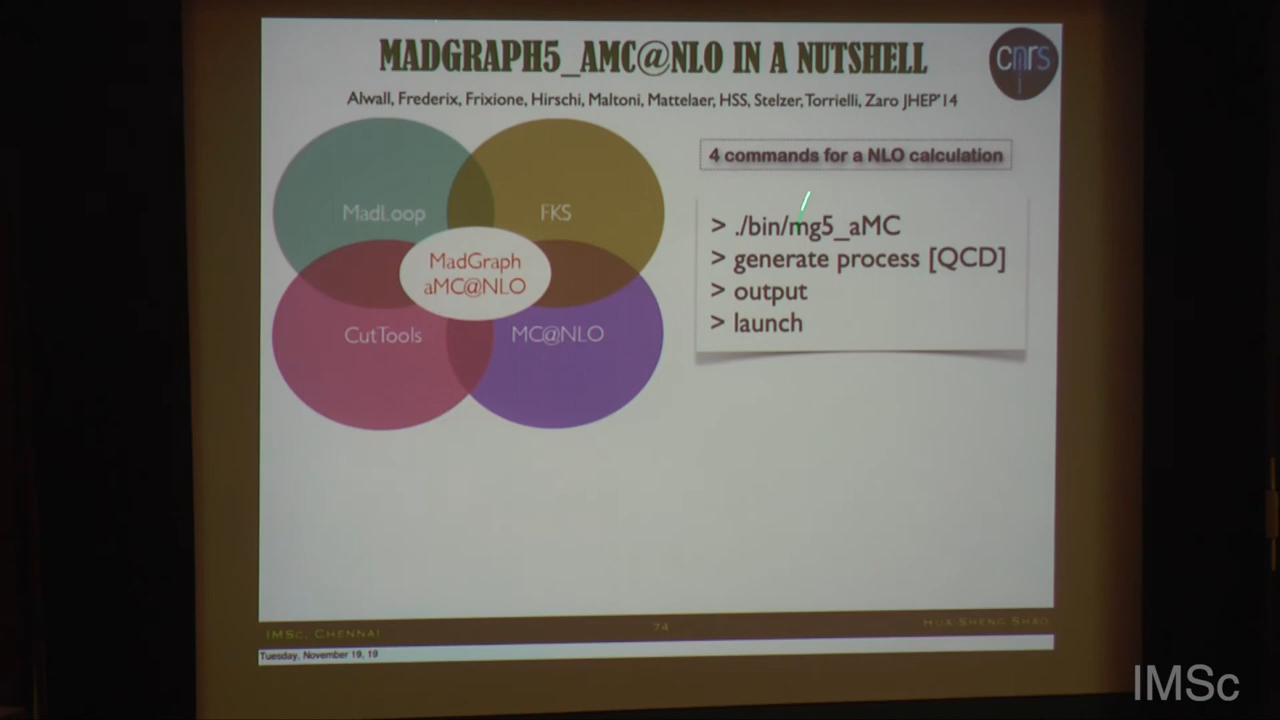 MADGRAPH5_AMC@NLO IN A NUTSHELL
cnrs
Alwall, Frederix, Frixione, Hirschi, Maltoni, Mattelaer, HSS, Stelzer, Torrielli, Zaro JHEP'14
4 commands for a NLO calculation
MadLoop
FKS
MadGraph
aMC@NLO
CutTools
MC@NLO
> ./bin/mg5_aMC
> generate process [QCD]
> output
> launch
IMSc, Chennai
74
Hua-Sheng Shao
Tuesday, November 19, 19
IMSc